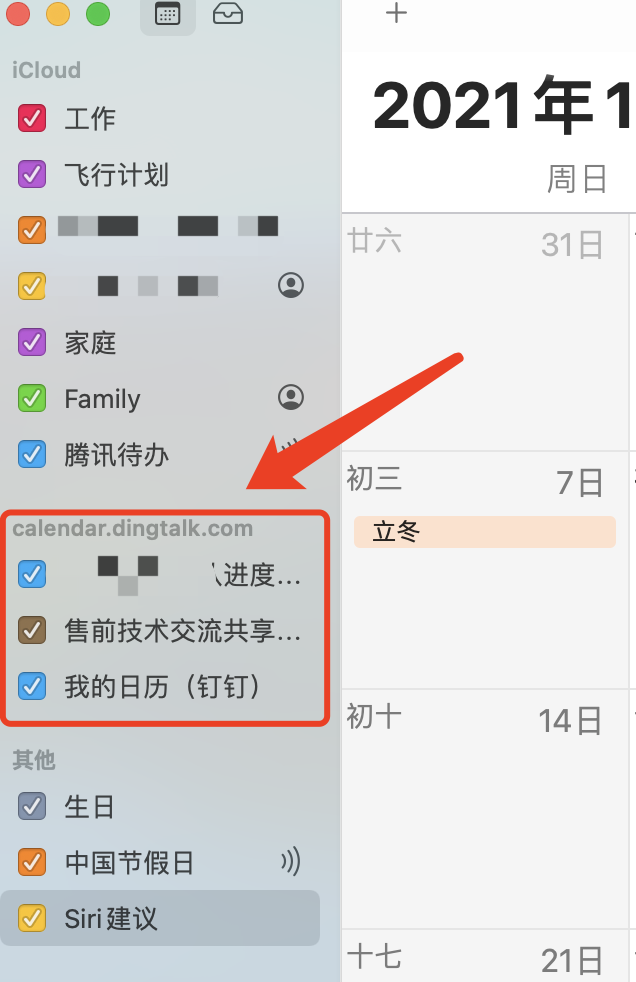 iCloud
工作
飞行计划
家庭
Family
腾讯待办
calendar.dingtalk.com
进度...
售前技术交流共享...
我的日历（钉钉）
其他
生日
中国节假日
Siri建议
2021年1
周日
廿六 31日
初三 7日
立冬
初十 14日
十七 21日